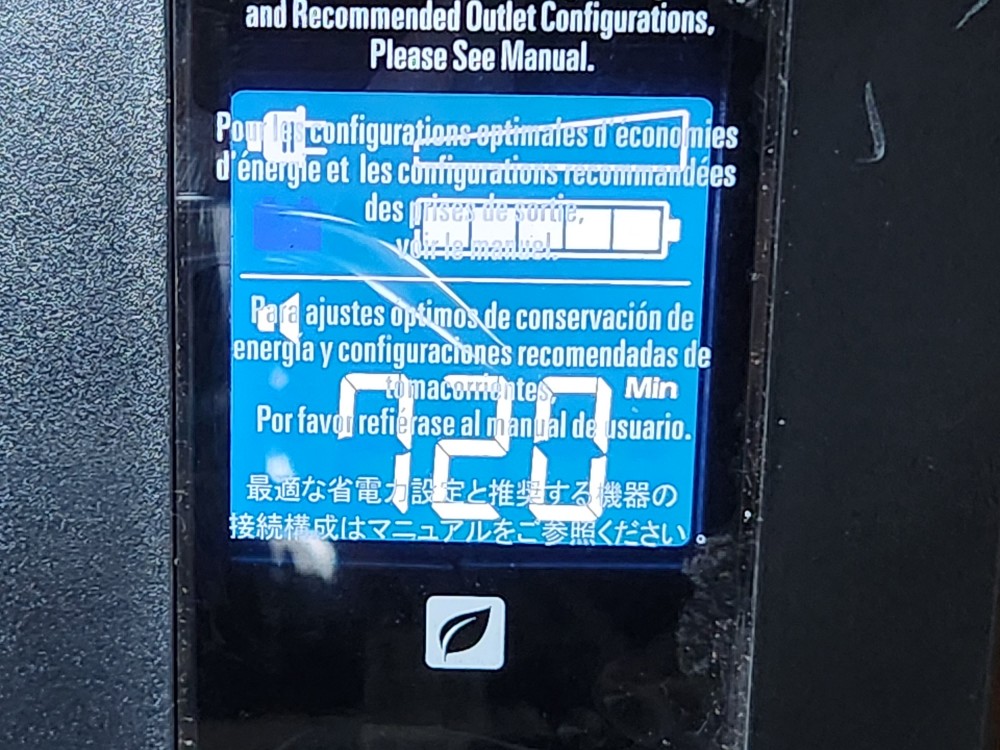 and Recommended Outlet Configurations,
Please See Manual.
Pour les configurations optimales d'économies
d'énergie et les configurations recommandées
des prises de sortie,
voir le manuel.
Para ajustes óptimos de conservación de
energía y configuraciones recomendadas de
tomacorrientes,
Min
720
Por favor refiérase al manual de usuario.
最適な省電力設定と推奨する機器の
接続構成はマニュアルをご参照ください。